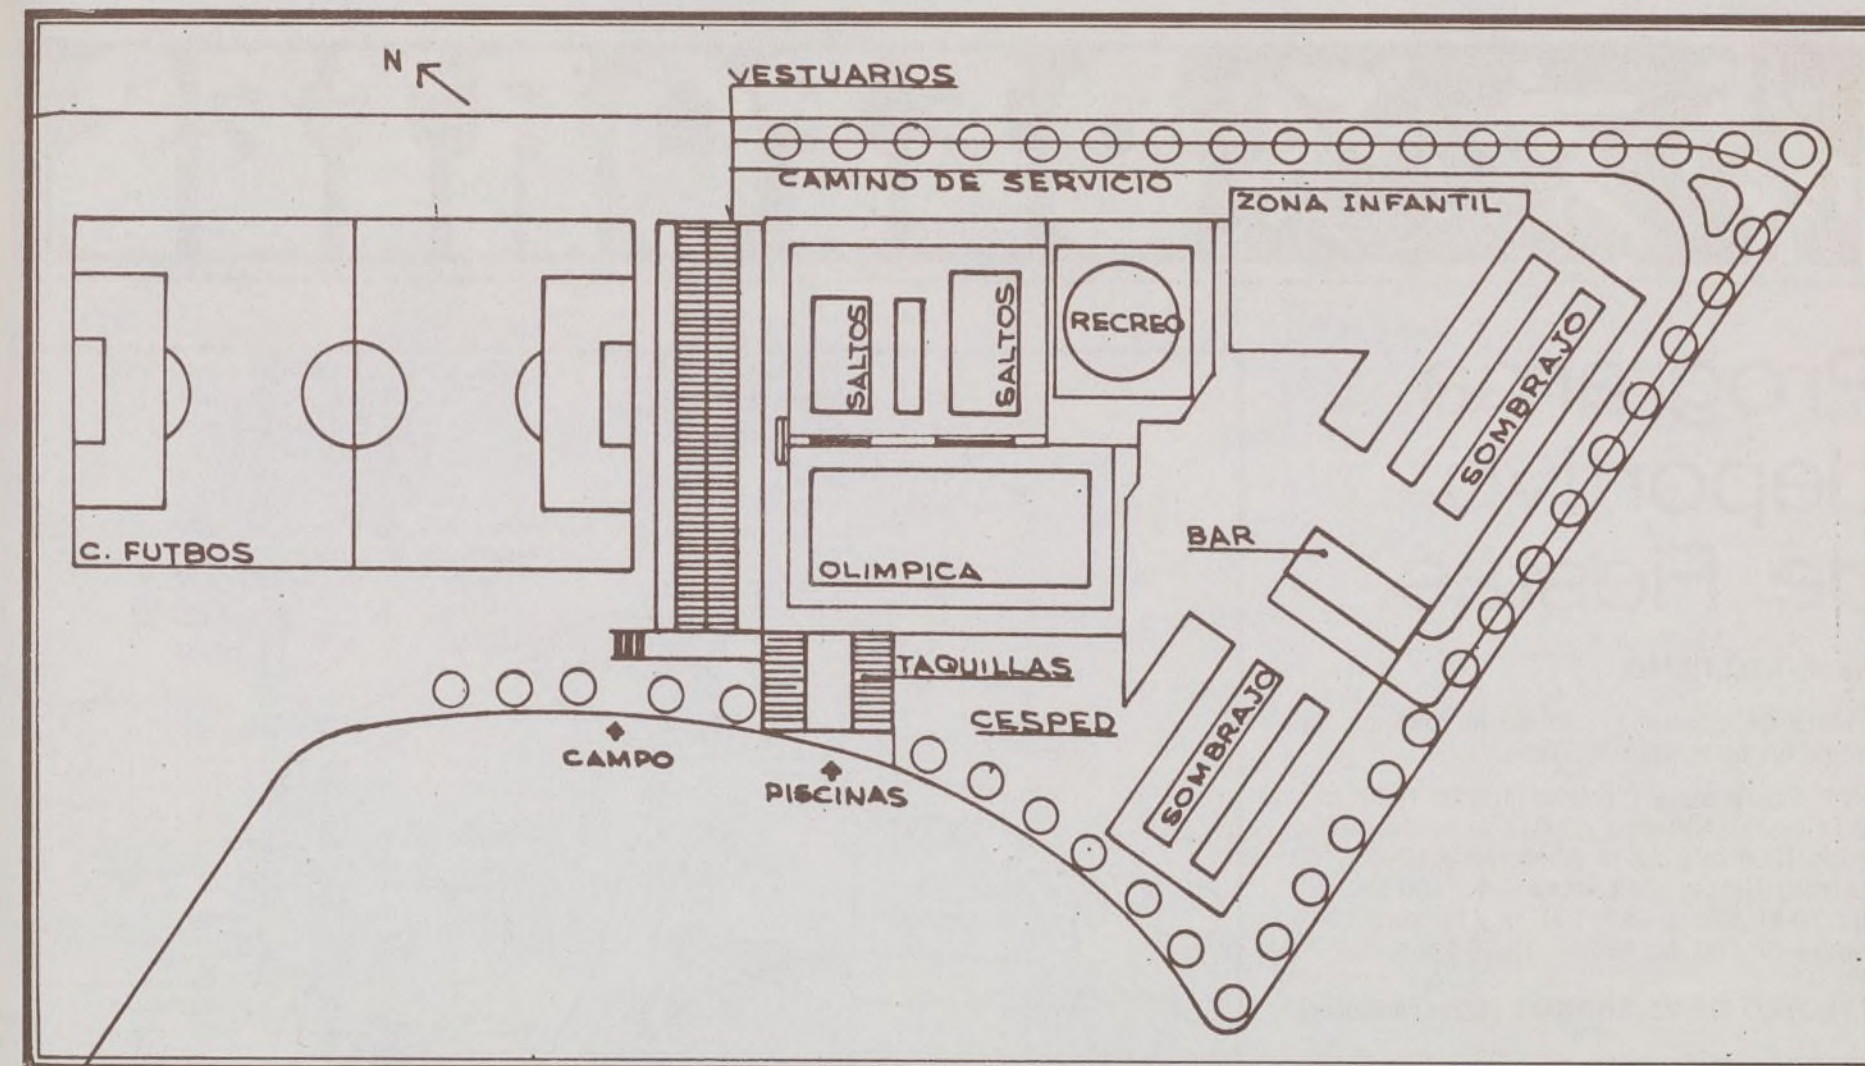 N
VESTUARIOS
CAMINO DE SERVICIO
ZONA INFANTIL
SALTOS
SALTOS
RECREO
SOMBRAJO
C. FUTBOS
OLIMPICA
BAR
TAQUILLAS
CESPED
SOMBRAJO
CAMPO
PISCINAS